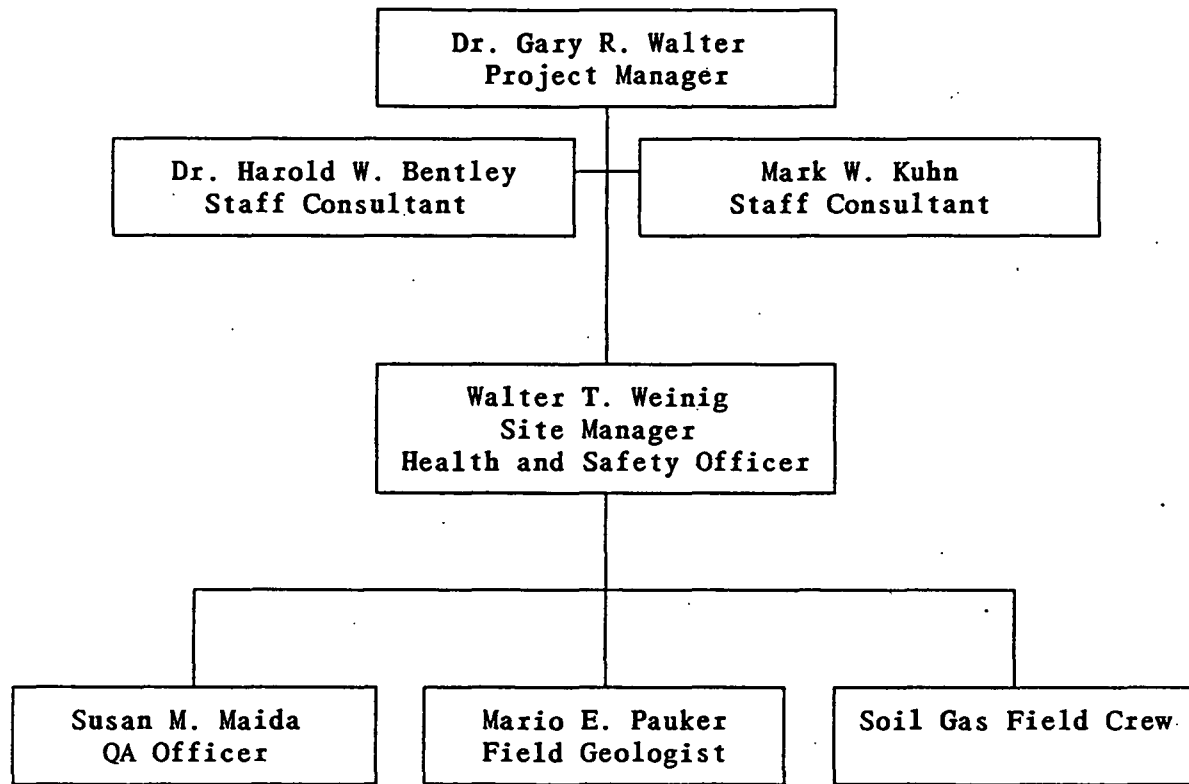 Dr. Gary R. Walter
Project Manager
Dr. Harold W. Bentley
Staff Consultant
Mark W. Kuhn
Staff Consultant
Walter T. Weinig
Site Manager
Health and Safety Officer
Susan M. Maida
QA Officer
Mario E. Pauker
Field Geologist
Soil Gas Field Crew